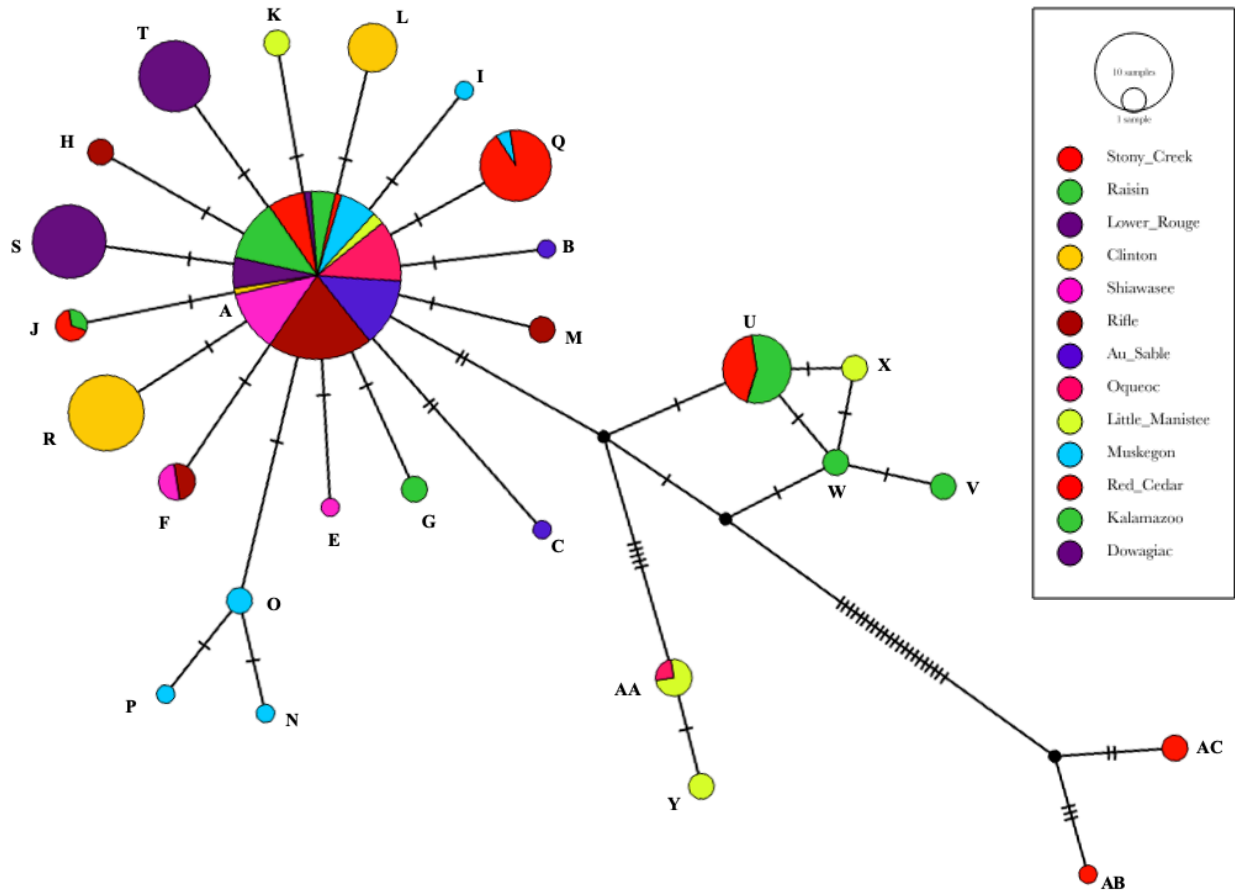 K
L
T
I
H
Q
S
B
A
J
M
U
X
R
W
V
F
E
G
C
O
P
N
AA
Y
AC
AB
10 samples
1 sample
Stony_Creek
Raisin
Lower_Rouge
Clinton
Shiawasee
Rifle
Au_Sable
Oqueoc
Little_Manistee
Muskegon
Red_Cedar
Kalamazoo
Dowagiac